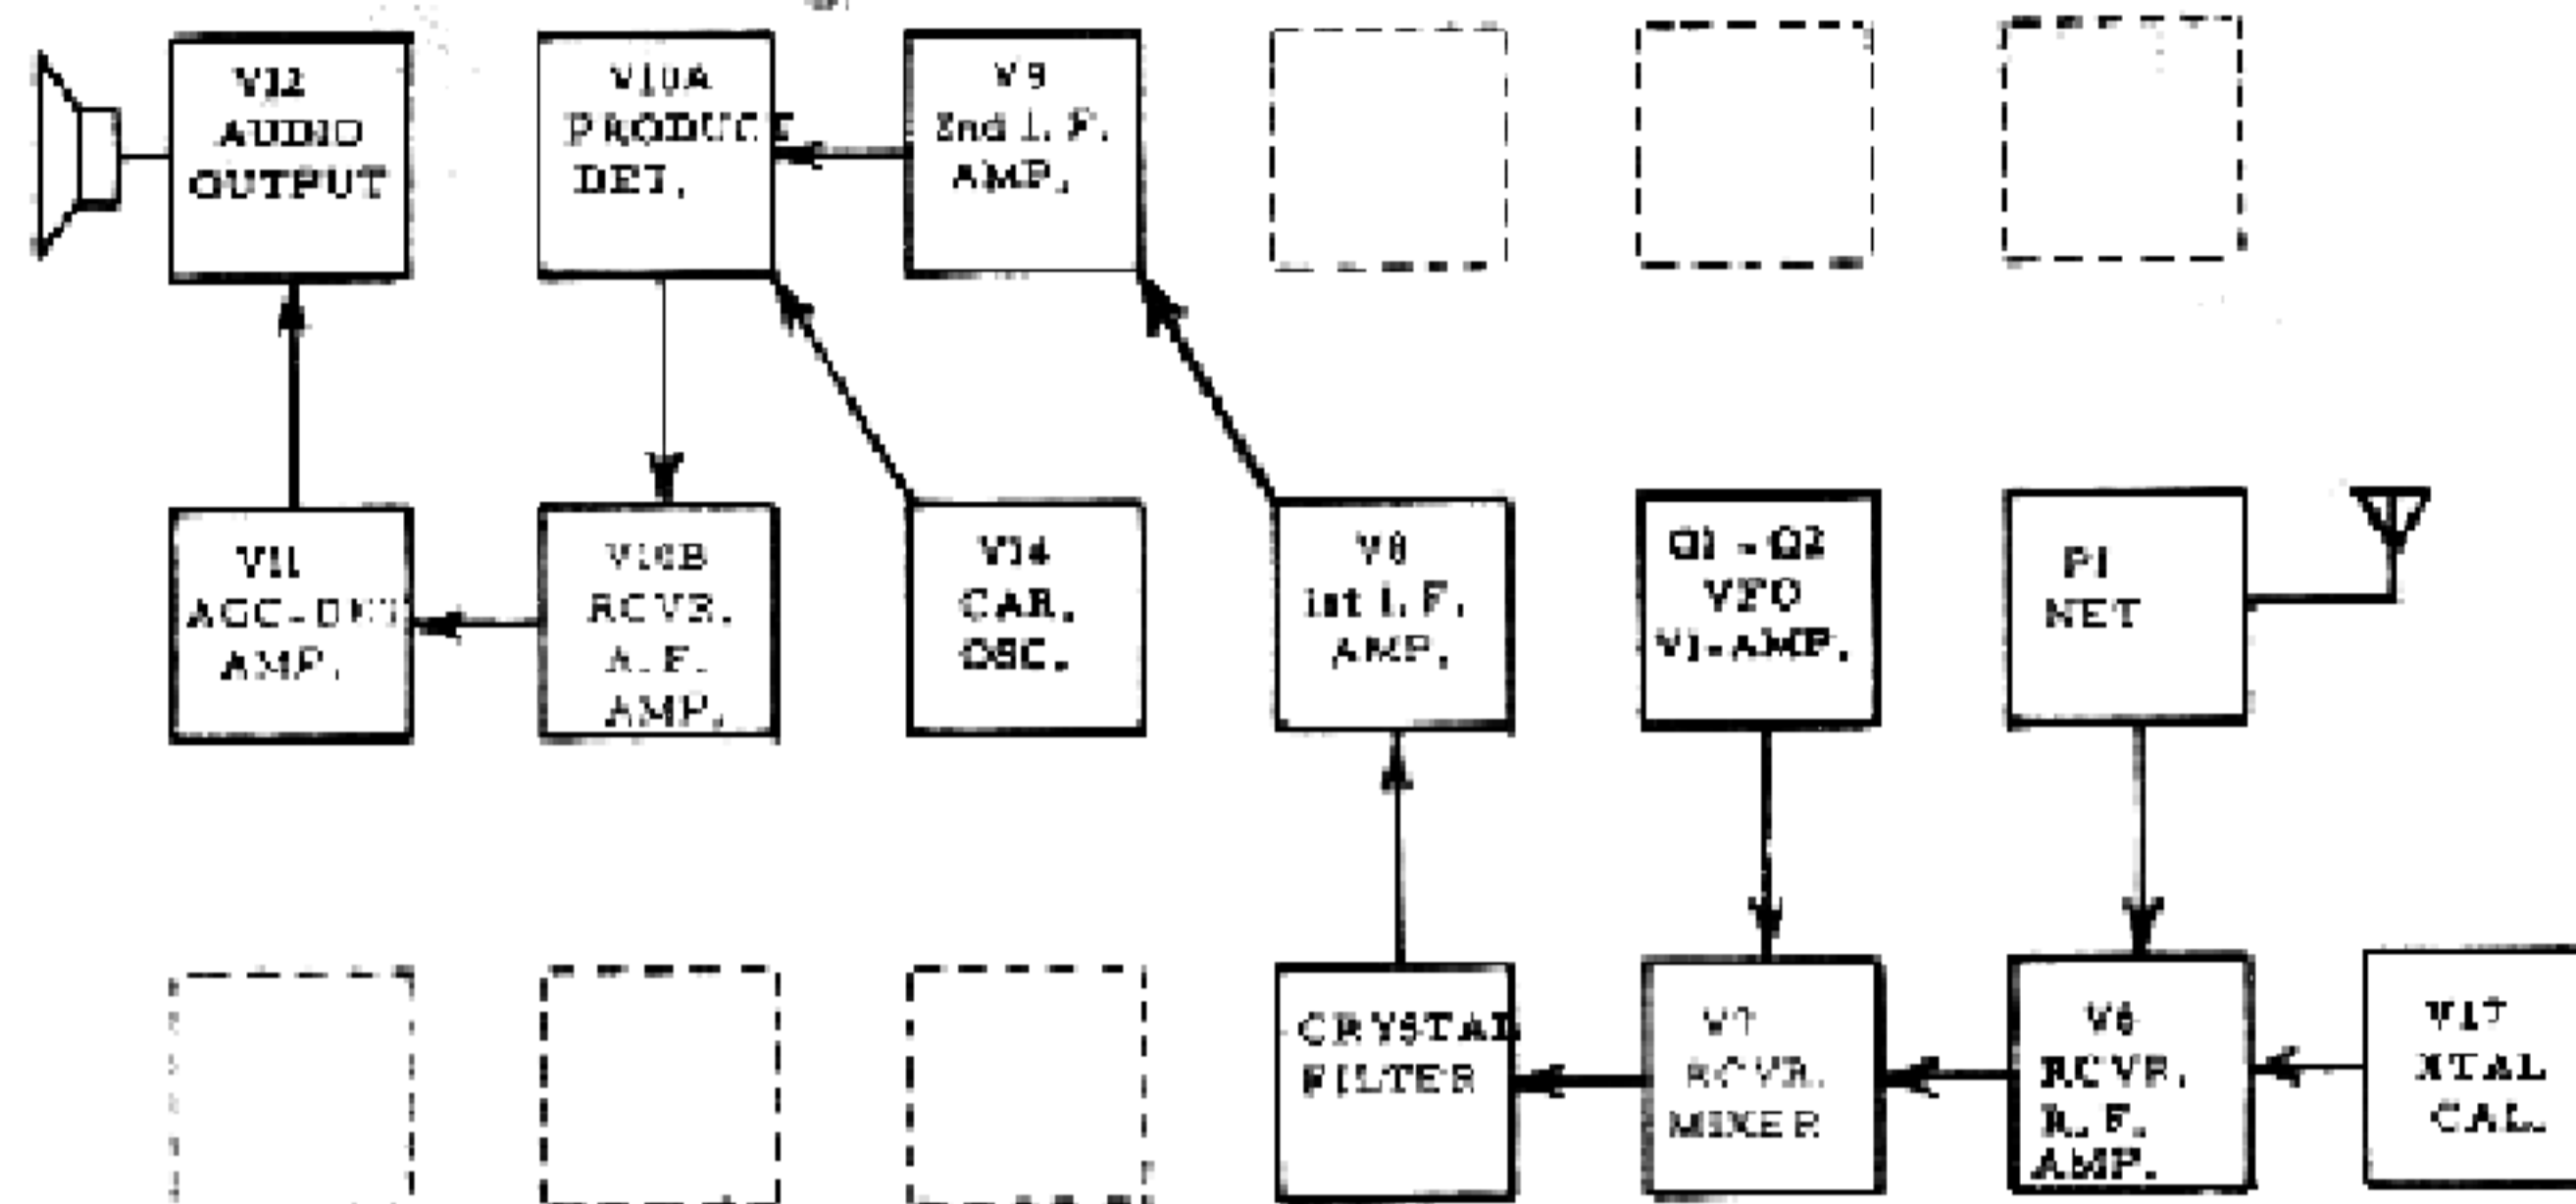 V12
AUDIO
OUTPUT
V10A
PRODUCT
DET.
V9
2nd I. F.
AMP.
V11
AGC-DET
AMP.
V10B
RCVR.
A. F.
AMP.
V14
CAR.
OSC.
V8
1st I. F.
AMP.
Q1 - Q2
VFO
V1-AMP.
PI
NET
CRYSTAL
FILTER
V7
RCVR.
MIXER
V6
RCVR.
R. F.
AMP.
V17
XTAL
CAL.